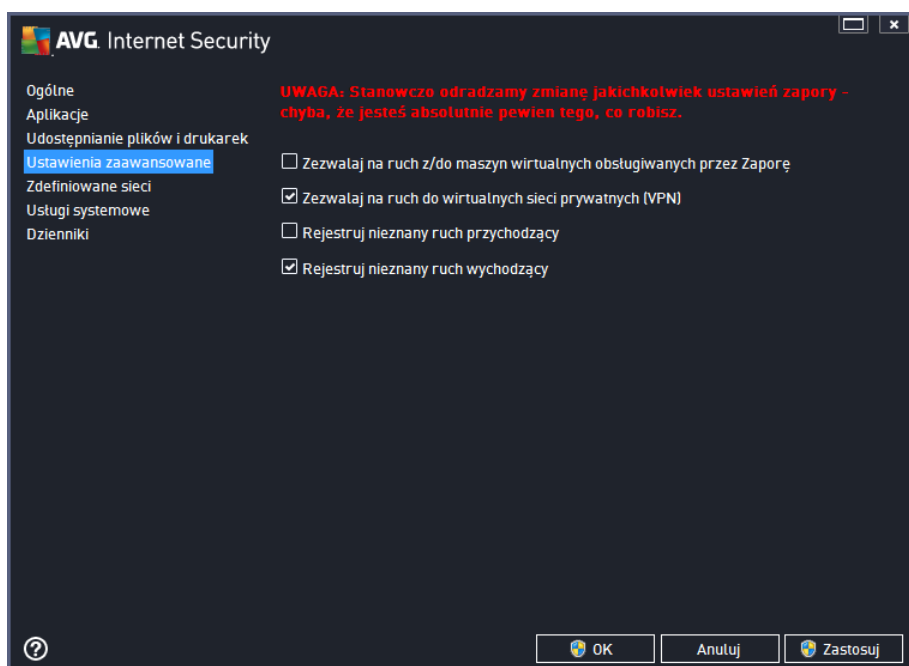 AVG. Internet Security
Ogólne
Aplikacje
Udostępnianie plików i drukarek
Ustawienia zaawansowane
Zdefiniowane sieci
Usługi systemowe
Dzienniki
UWAGA: Stanowczo odradzamy zmianę jakichkolwiek ustawień zapory -
chyba, że jesteś absolutnie pewien tego, co robisz.
Zezwalaj na ruch z/do maszyn wirtualnych obsługiwanych przez Zaporę
Zezwalaj na ruch do wirtualnych sieci prywatnych (VPN)
Rejestruj nieznany ruch przychodzący
Rejestruj nieznany ruch wychodzący
OK
Anuluj
Zastosuj